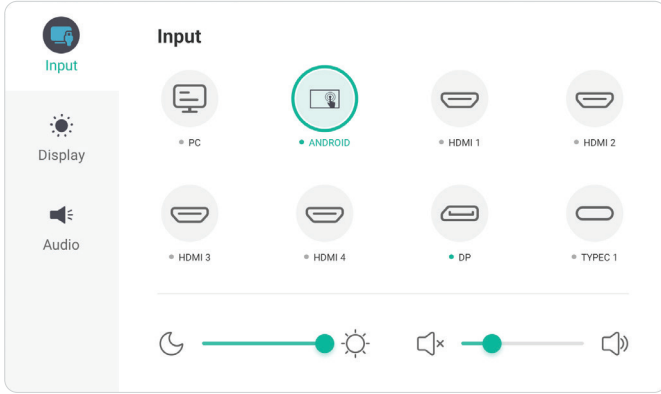 Input
Input
PC
ANDROID
HDMI 1
HDMI 2
Display
HDMI 3
HDMI 4
DP
TYPEC 1
Audio